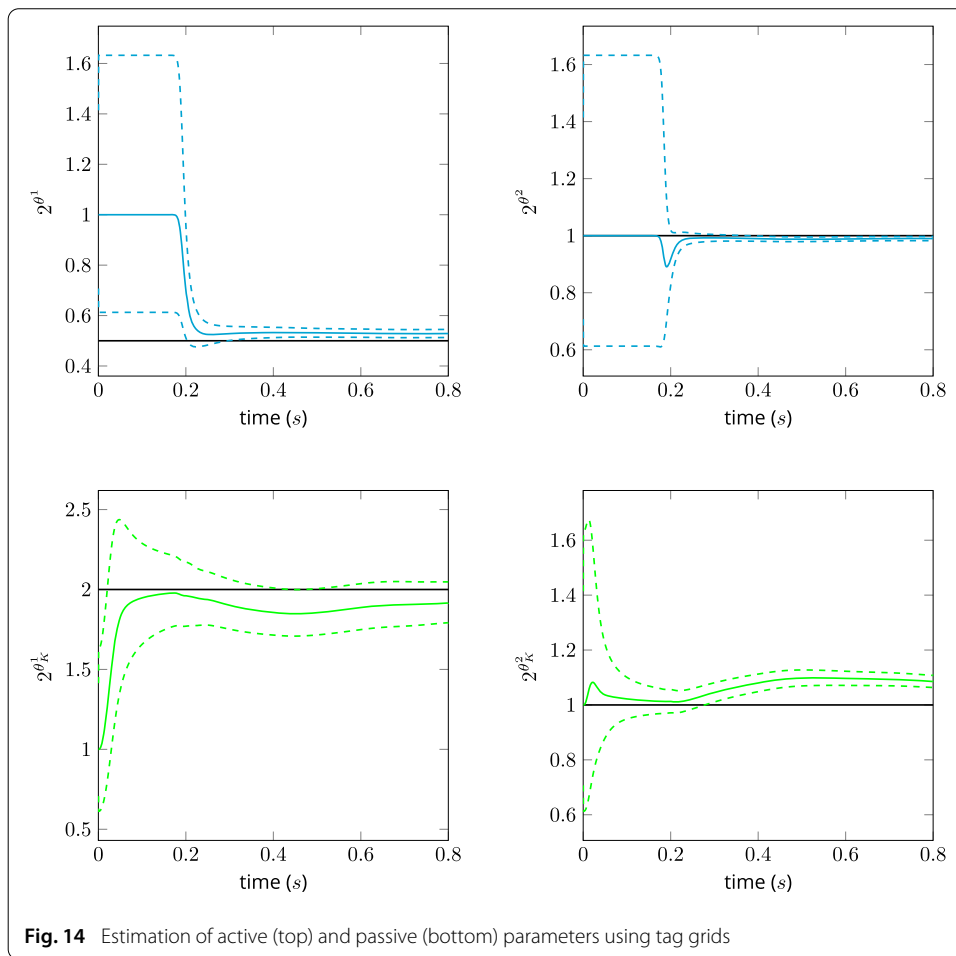 1.6
1.4
1.2
1
0.8
0.6
0.4
2^{θ^1}
0 0.2 0.4 0.6 0.8
time (s)
1.6
1.4
1.2
1
0.8
0.6
2^{θ^2}
0 0.2 0.4 0.6 0.8
time (s)
2.5
2
1.5
1
0.5
2^{θ_K^1}
0 0.2 0.4 0.6 0.8
time (s)
1.6
1.4
1.2
1
0.8
0.6
2^{θ_K^2}
0 0.2 0.4 0.6 0.8
time (s)
Fig. 14 Estimation of active (top) and passive (bottom) parameters using tag grids